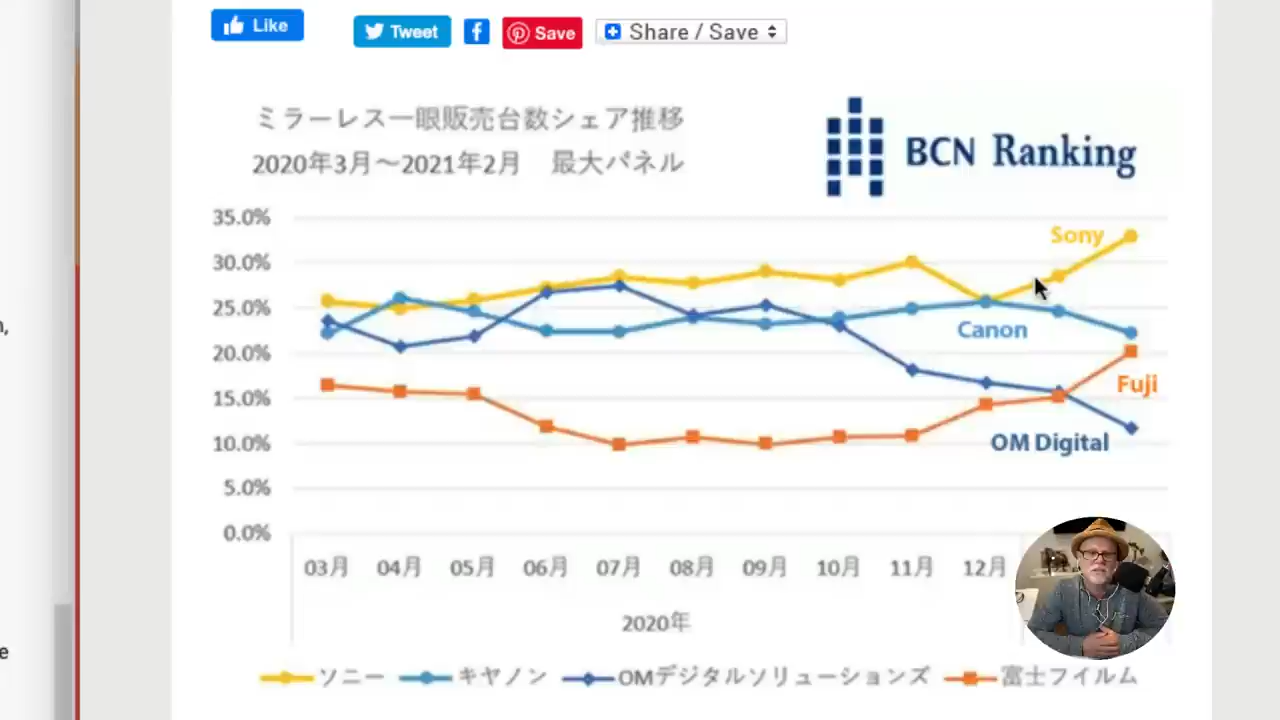 Like
Tweet
Save
Share / Save
ミラーレス一眼販売台数シェア推移
2020年3月～2021年2月 最大パネル
BCN Ranking
35.0%
30.0%
25.0%
20.0%
15.0%
10.0%
5.0%
0.0%
Sony
Canon
Fuji
OM Digital
03月 04月 05月 06月 07月 08月 09月 10月 11月 12月
2020年
ソニー キヤノン OMデジタルソリューションズ 富士フイルム